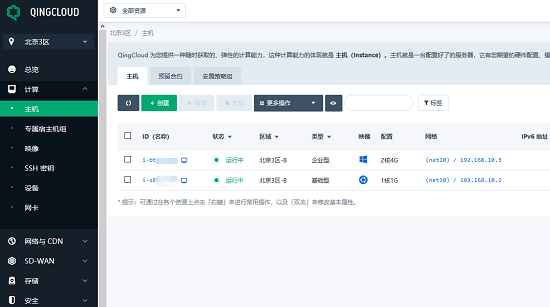 QINGCLOUD
全部资源
北京3区
北京3区 / 主机
QingCloud 为您提供一种随时获取的、弹性的计算能力，这种计算能力的体现就是 主机（Instance）。主机就是一台配置好了的服务器，它有您期望的硬件配置、操
总览
计算
主机
专属宿主机组
映像
SSH 密钥
设备
网卡
网络与 CDN
SD-WAN
存储
安全
主机 预留合约 安置策略组
+ 创建 启动 关机 更多操作 标签
ID（名称） 状态 区域 类型 映像 配置 网络 IPv6 地址
i-bt 运行中 北京3区-B 企业型 2核4G (net10) / 192.168.10.3
运行中 北京3区-B 基础型 1核1G (net10) / 192.168.10.2
* 提示：可通过在各个资源上点击「右键」来进行常用操作，以及「双击」来修改基本属性。